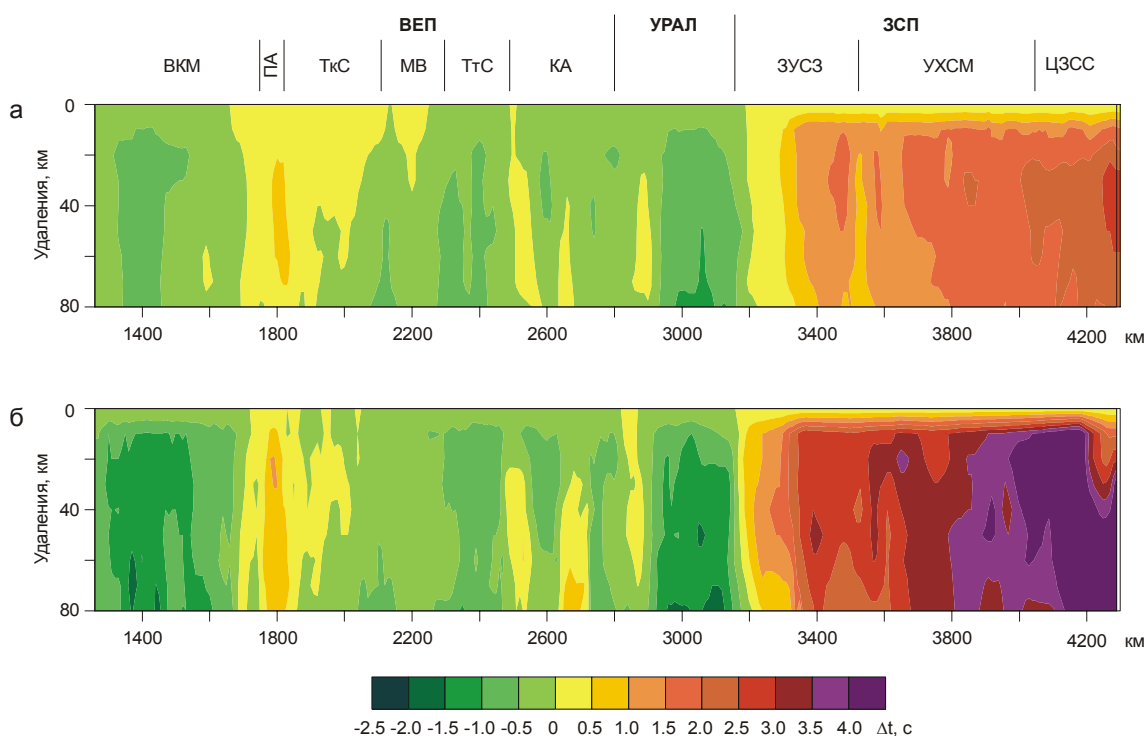 ВЕП УРАЛ ЗСП
ВКМ ПА ТкС МВ ТтС КА ЗУСЗ УХСМ ЦЗСС
а
Удаления, км
0
40
80
1400 1800 2200 2600 3000 3400 3800 4200 км
б
Удаления, км
0
40
80
1400 1800 2200 2600 3000 3400 3800 4200 км
-2.5 -2.0 -1.5 -1.0 -0.5 0 0.5 1.0 1.5 2.0 2.5 3.0 3.5 4.0 Δt, с